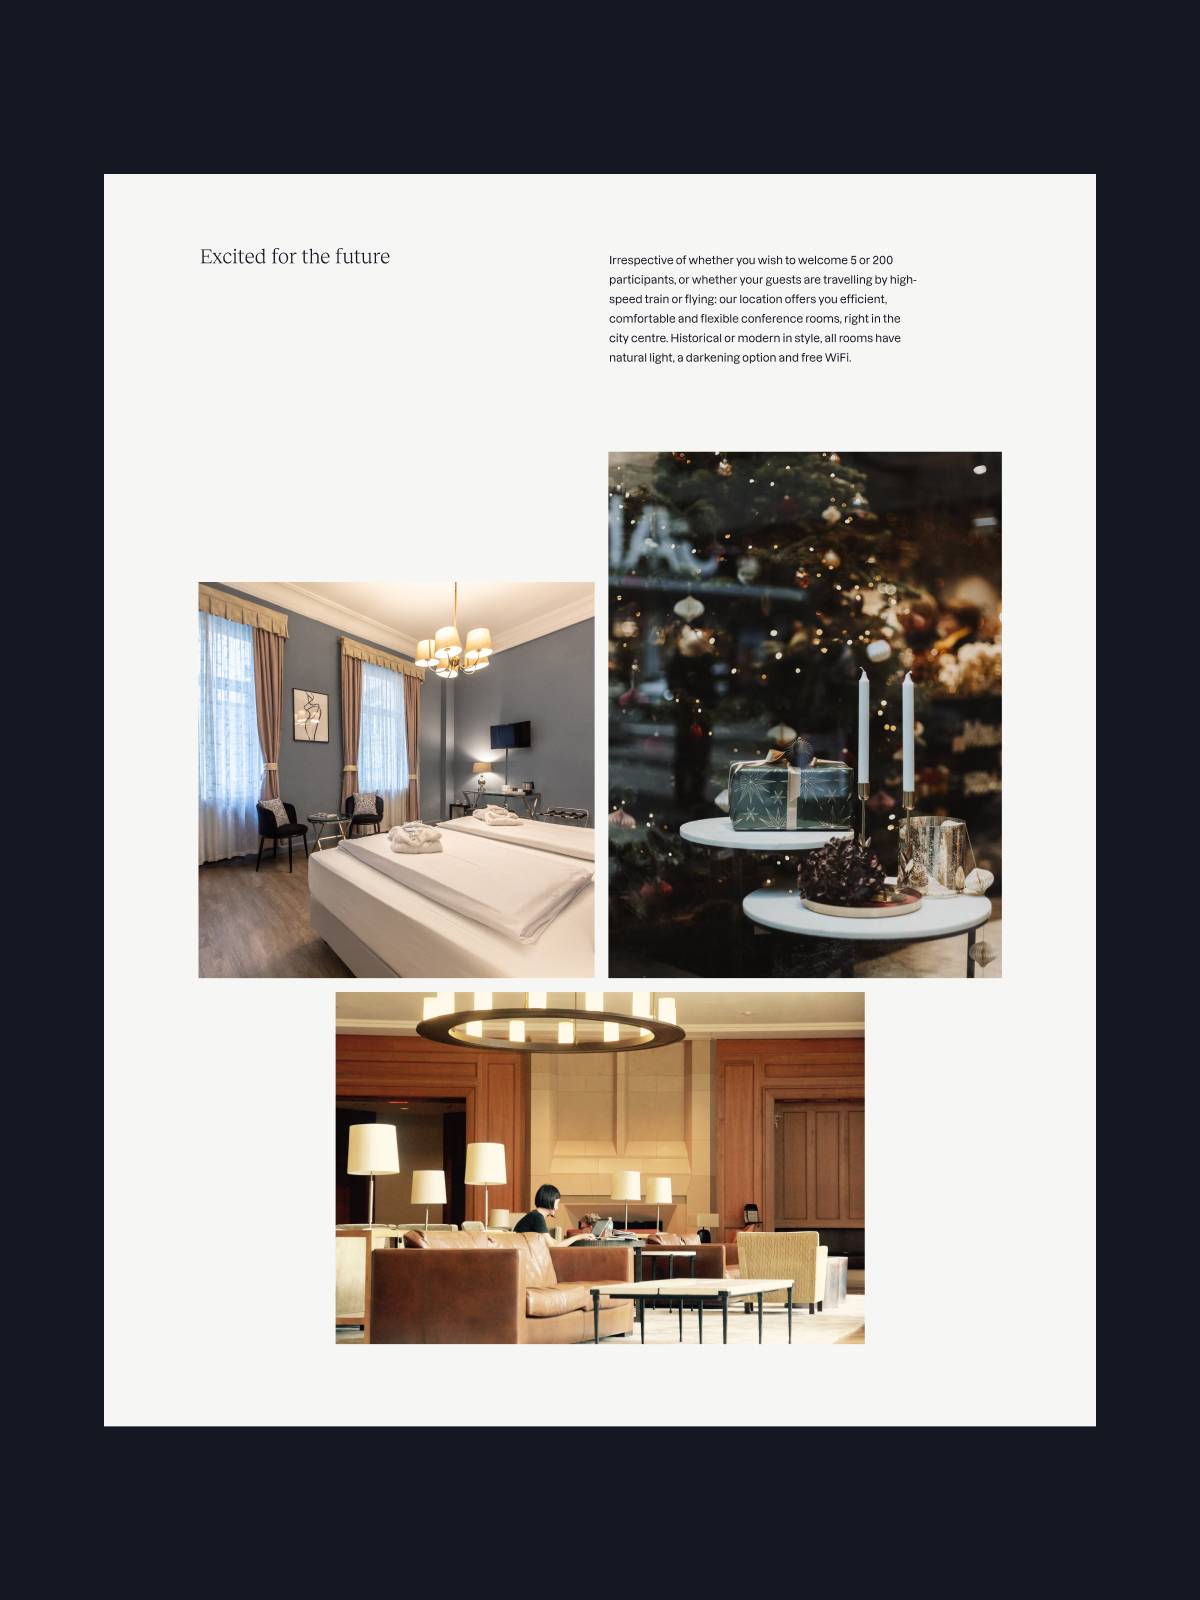 Excited for the future
Irrespective of whether you wish to welcome 5 or 200
participants, or whether your guests are travelling by high-
speed train or flying: our location offers you efficient,
comfortable and flexible conference rooms, right in the
city centre. Historical or modern in style, all rooms have
natural light, a darkening option and free WiFi.